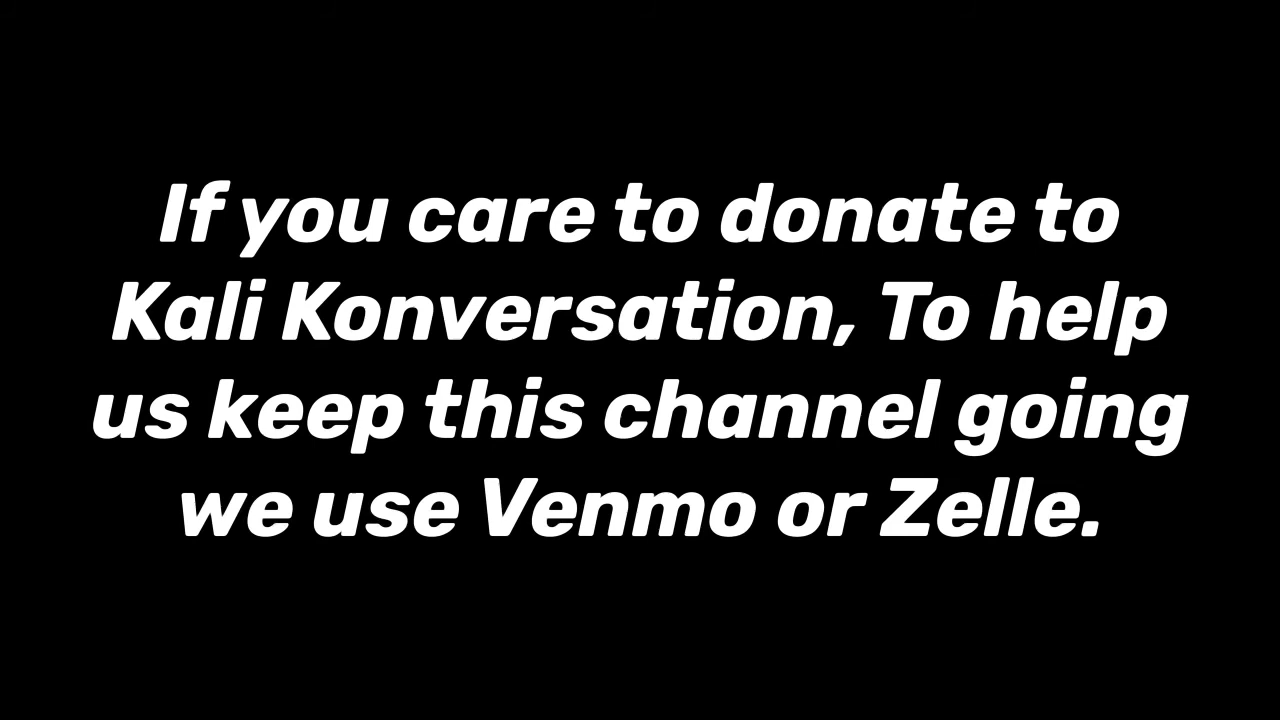 If you care to donate to
Kali Konversation, To help
us keep this channel going
we use Venmo or Zelle.